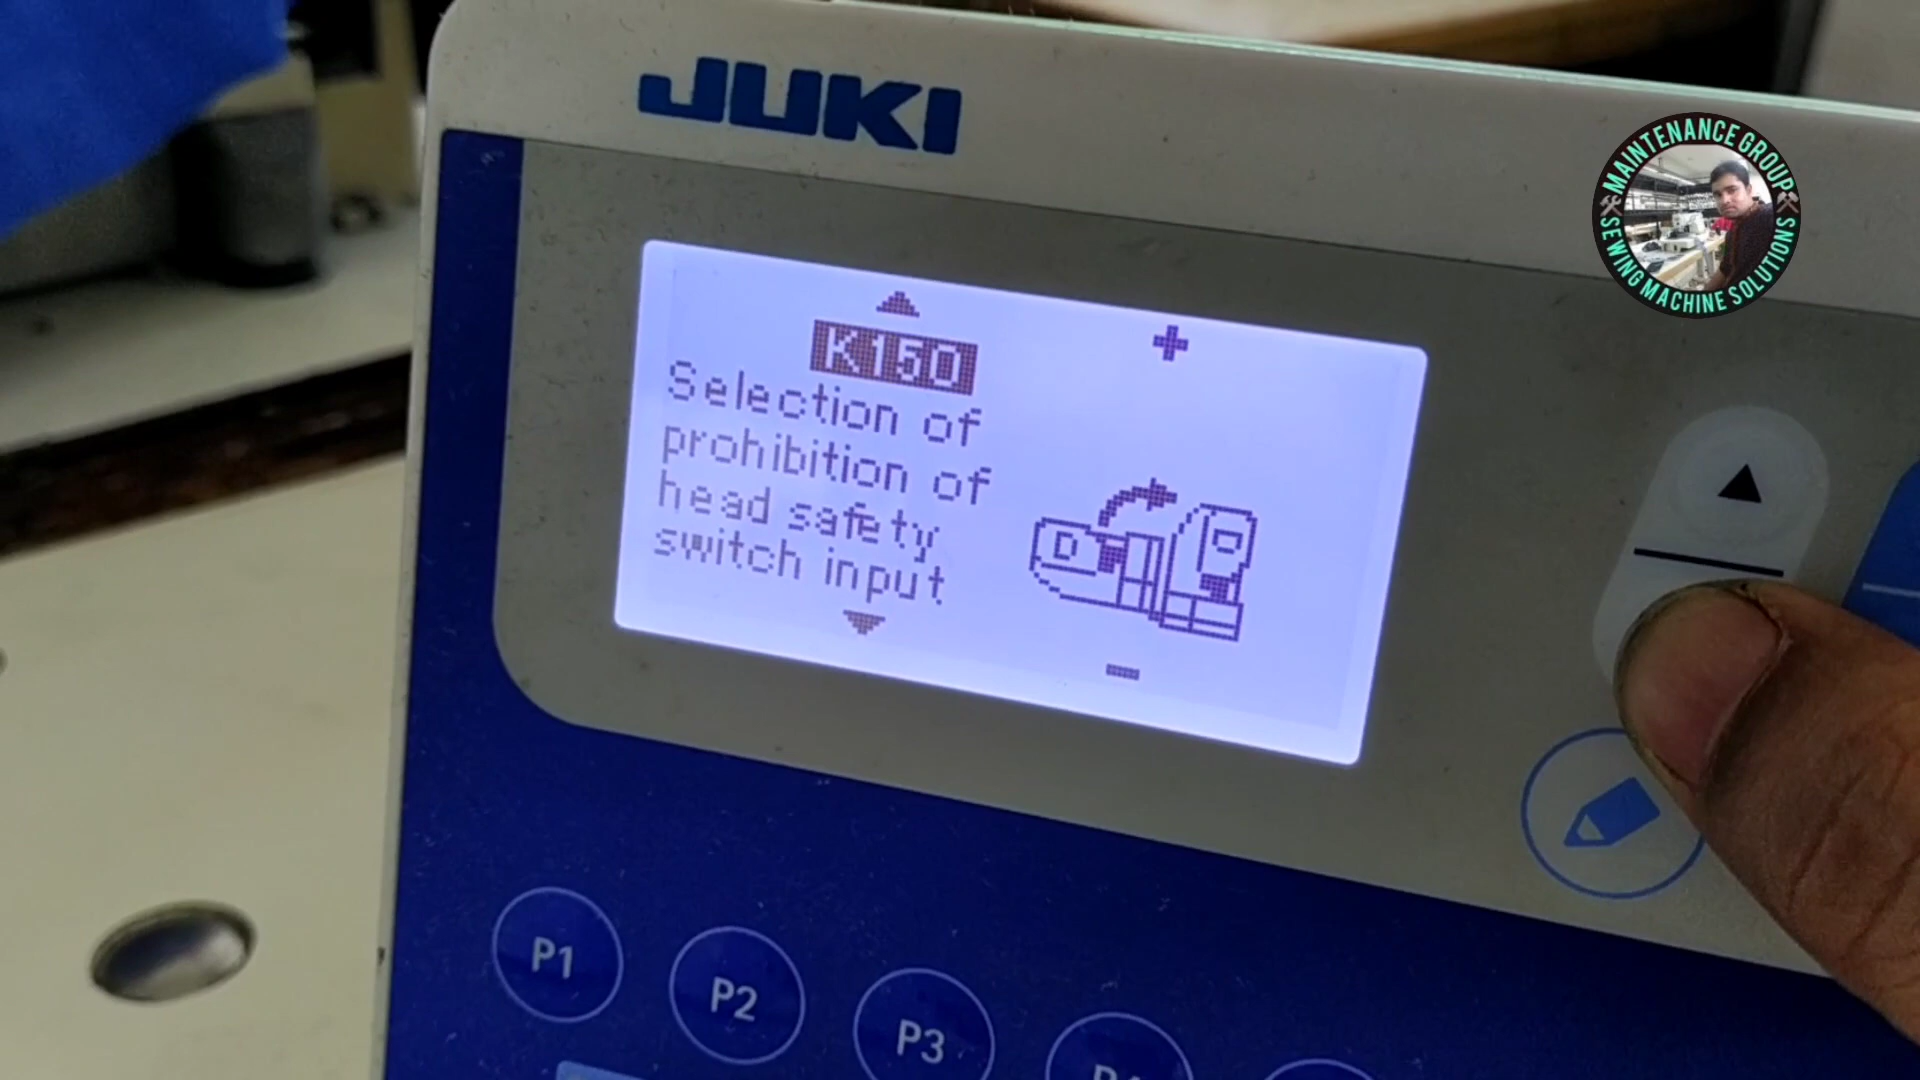 JUKI
MAINTENANCE GROUP
SEWING MACHINE SOLUTIONS
K150
+
Selection of
prohibition of
head safety
switch input
-
P1
P2
P3